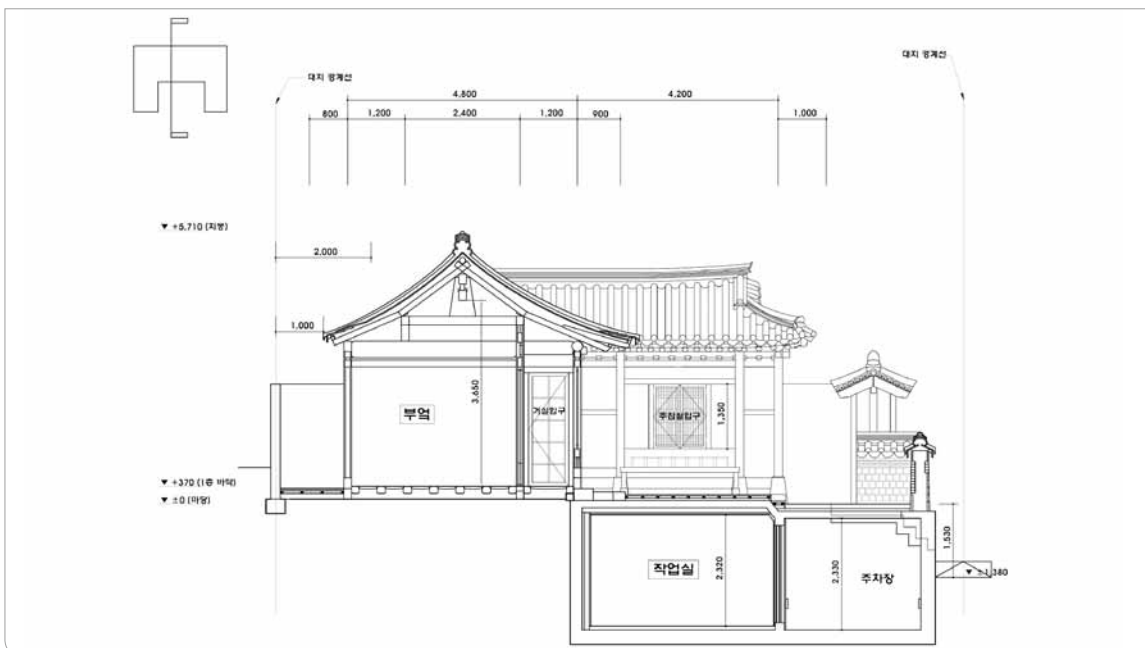 대지 경계선
대지 경계선
4,800
4,200
800
1,200
2,400
1,200
900
1,000
▼ +5,710 (지붕)
2,000
1,000
3,650
부엌
거실입구
주침실입구
1,350
▼ +370 (1층 바닥)
▼ ±0 (마당)
작업실
2,320
2,330
주차장
1,530